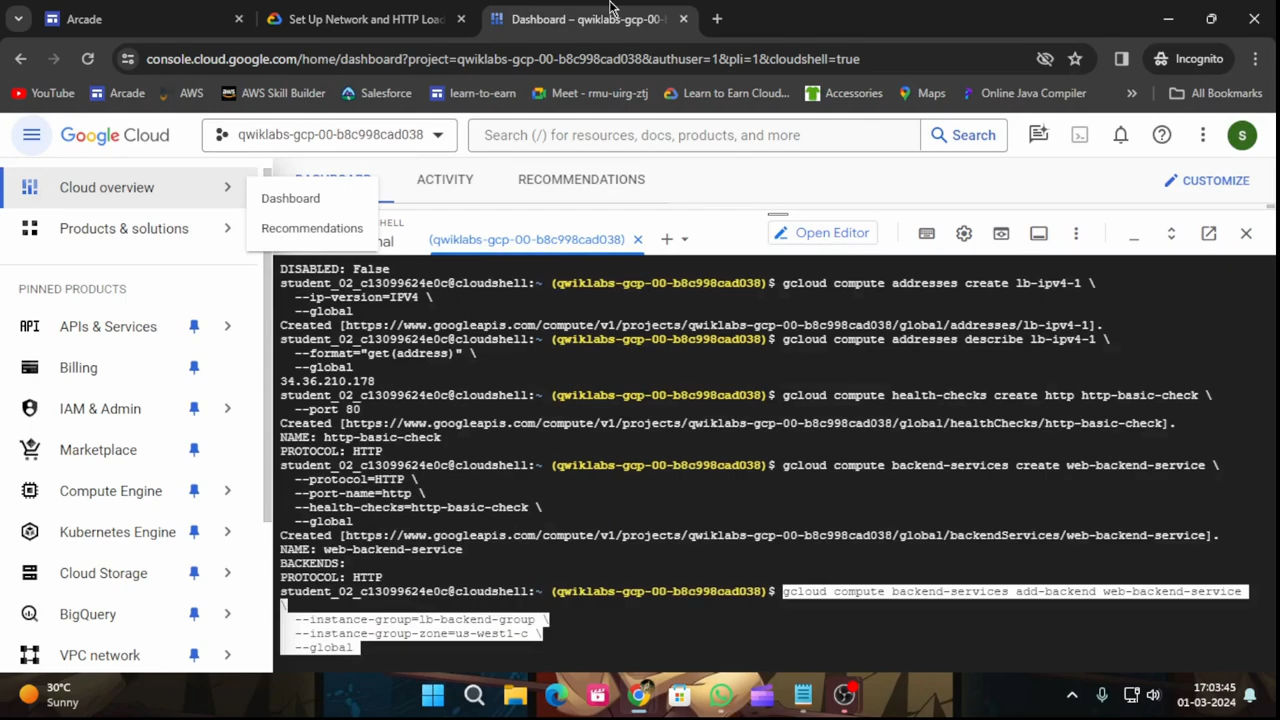 Arcade
Set Up Network and HTTP Load
Dashboard – qwiklabs-gcp-00-
console.cloud.google.com/home/dashboard?project=qwiklabs-gcp-00-b8c998cad038&authuser=1&pli=1&cloudshell=true
Incognito
YouTube
Arcade
AWS
AWS Skill Builder
Salesforce
learn-to-earn
Meet - rmu-uirg-ztj
Learn to Earn Cloud...
Accessories
Maps
Online Java Compiler
All Bookmarks
Google Cloud
qwiklabs-gcp-00-b8c998cad038
Search (/) for resources, docs, products, and more
Search
S
Cloud overview
Products & solutions
PINNED PRODUCTS
APIs & Services
Billing
IAM & Admin
Marketplace
Compute Engine
Kubernetes Engine
Cloud Storage
BigQuery
VPC network
Dashboard
Recommendations
DASHBOARD
ACTIVITY
RECOMMENDATIONS
CUSTOMIZE
HELL
nal
(qwiklabs-gcp-00-b8c998cad038)
Open Editor
DISABLED: False
student_02_c13099624e0c@cloudshell:~ (qwiklabs-gcp-00-b8c998cad038)$ gcloud compute addresses create lb-ipv4-1 \
--ip-version=IPV4 \
--global
Created [https://www.googleapis.com/compute/v1/projects/qwiklabs-gcp-00-b8c998cad038/global/addresses/lb-ipv4-1].
student_02_c13099624e0c@cloudshell:~ (qwiklabs-gcp-00-b8c998cad038)$ gcloud compute addresses describe lb-ipv4-1 \
--format="get(address)" \
--global
34.36.210.178
student_02_c13099624e0c@cloudshell:~ (qwiklabs-gcp-00-b8c998cad038)$ gcloud compute health-checks create http http-basic-check \
--port 80
Created [https://www.googleapis.com/compute/v1/projects/qwiklabs-gcp-00-b8c998cad038/global/healthChecks/http-basic-check].
NAME: http-basic-check
PROTOCOL: HTTP
student_02_c13099624e0c@cloudshell:~ (qwiklabs-gcp-00-b8c998cad038)$ gcloud compute backend-services create web-backend-service \
--protocol=HTTP \
--port-name=http \
--health-checks=http-basic-check \
--global
Created [https://www.googleapis.com/compute/v1/projects/qwiklabs-gcp-00-b8c998cad038/global/backendServices/web-backend-service].
NAME: web-backend-service
BACKENDS:
PROTOCOL: HTTP
student_02_c13099624e0c@cloudshell:~ (qwiklabs-gcp-00-b8c998cad038)$ gcloud compute backend-services add-backend web-backend-service
\
--instance-group=lb-backend-group \
--instance-group-zone=us-west1-c \
--global
30°C
Sunny
17:03:45
01-03-2024